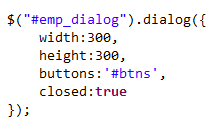 $("#emp_dialog").dialog({
    width:300,
    height:300,
    buttons:'#btns',
    closed:true
});